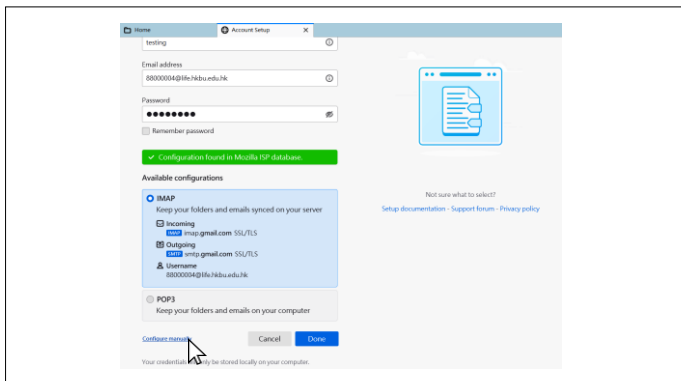 Home
Account Setup
testing
Email address
88000004@life.hkbu.edu.hk
Password
Remember password
Configuration found in Mozilla ISP database.
Available configurations
IMAP
Keep your folders and emails synced on your server
Incoming
IMAP imap.gmail.com SSL/TLS
Outgoing
SMTP smtp.gmail.com SSL/TLS
Username
88000004@life.hkbu.edu.hk
POP3
Keep your folders and emails on your computer
Configure manually
Cancel
Done
Your credentials only be stored locally on your computer.
Not sure what to select?
Setup documentation - Support forum - Privacy policy